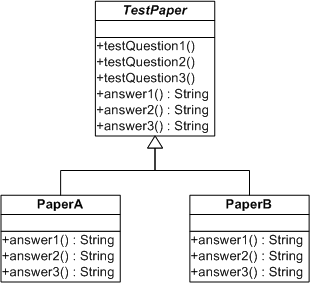 TestPaper
+testQuestion1()
+testQuestion2()
+testQuestion3()
+answer1() : String
+answer2() : String
+answer3() : String
PaperA
+answer1() : String
+answer2() : String
+answer3() : String
PaperB
+answer1() : String
+answer2() : String
+answer3() : String